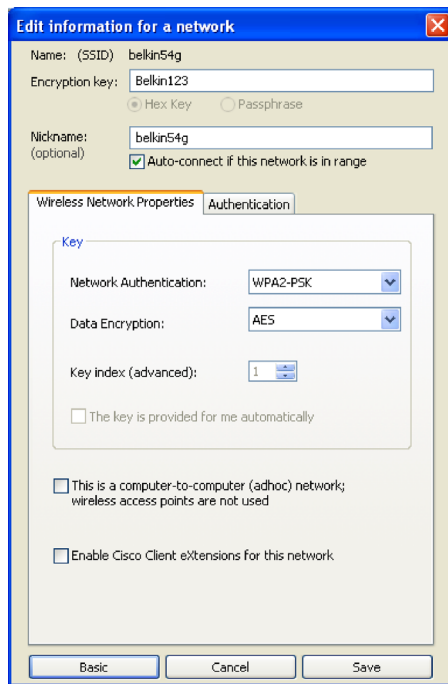 Edit information for a network
Name: (SSID) belkin54g
Encryption key: Belkin123
Hex Key Passphrase
Nickname: belkin54g
(optional)
Auto-connect if this network is in range
Wireless Network Properties Authentication
Key
Network Authentication: WPA2-PSK
Data Encryption: AES
Key index (advanced): 1
The key is provided for me automatically
This is a computer-to-computer (adhoc) network;
wireless access points are not used
Enable Cisco Client eXtensions for this network
Basic Cancel Save